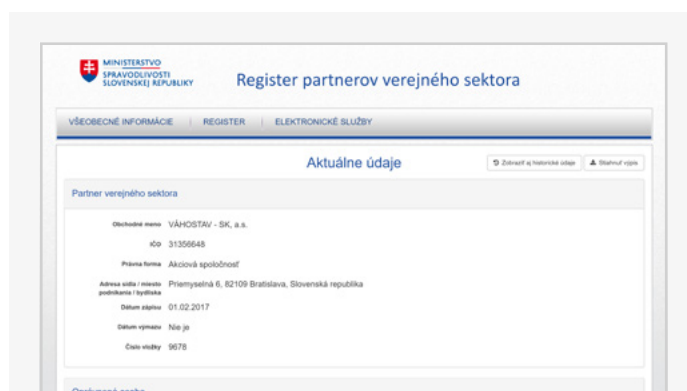 MINISTERSTVO
SPRAVODLIVOSTI
SLOVENSKEJ REPUBLIKY
Register partnerov verejného sektora
VŠEOBECNÉ INFORMÁCIE | REGISTER | ELEKTRONICKÉ SLUŽBY
Aktuálne údaje
Zobraziť aj historické údaje
Stiahnuť výpis
Partner verejného sektora
Obchodné meno VÁHOSTAV - SK, a.s.
IČO 31356648
Právna forma Akciová spoločnosť
Adresa sídla / miesto podnikania / bydliska Priemyselná 6, 82109 Bratislava, Slovenská republika
Dátum zápisu 01.02.2017
Dátum výmazu Nie je
Číslo vložky 9678